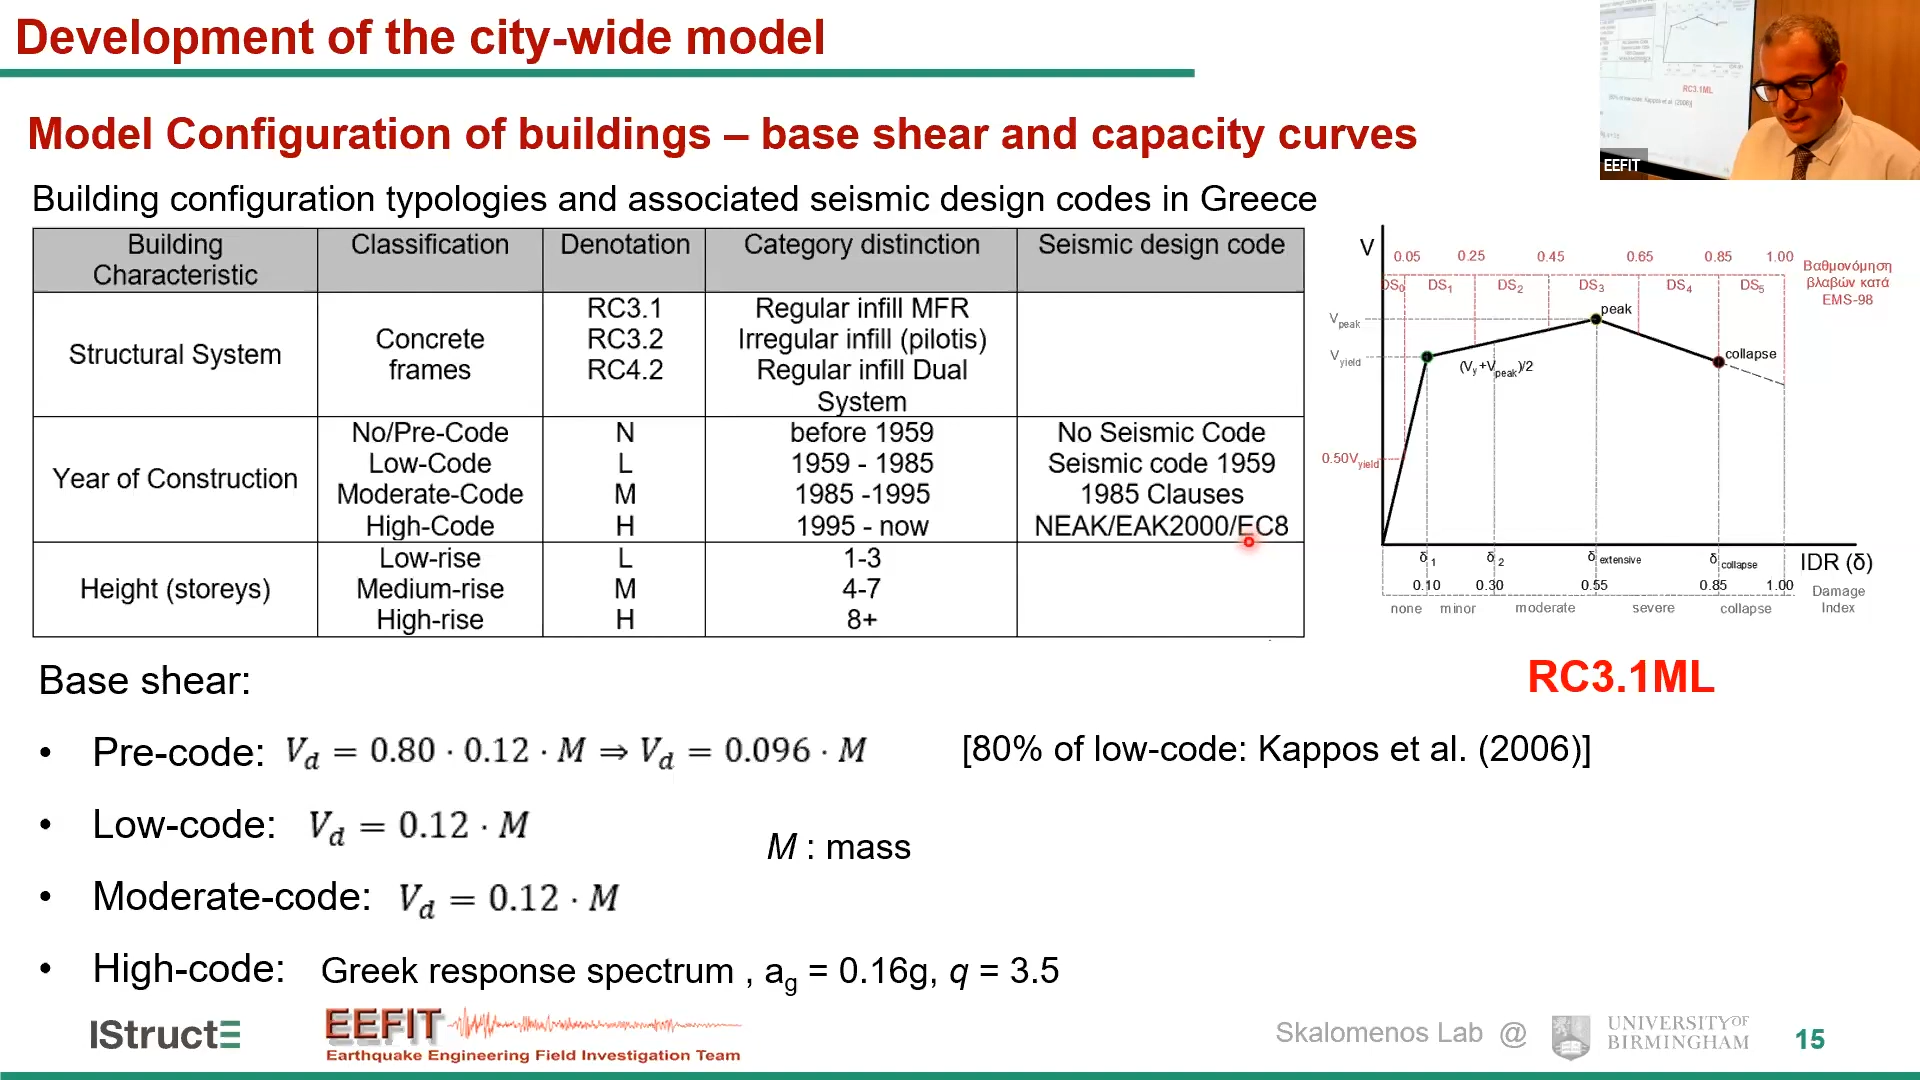 Development of the city-wide model
EEFIT
RC3.1ML
Model Configuration of buildings – base shear and capacity curves
Building configuration typologies and associated seismic design codes in Greece
Building Characteristic Classification Denotation Category distinction Seismic design code
Structural System Concrete frames
RC3.1 Regular infill MFR
RC3.2 Irregular infill (pilotis)
RC4.2 Regular infill Dual System
Year of Construction
No/Pre-Code N before 1959 No Seismic Code
Low-Code L 1959 - 1985 Seismic code 1959
Moderate-Code M 1985 -1995 1985 Clauses
High-Code H 1995 - now NEAK/EAK2000/EC8
Height (storeys)
Low-rise L 1-3
Medium-rise M 4-7
High-rise H 8+
V
0.05 0.25 0.45 0.65 0.85 1.00
DS0 DS1 DS2 DS3 DS4 DS5
Βαθμονόμηση
βλαβών κατά
EMS-98
Vpeak
peak
Vyield
collapse
(Vy+Vpeak)/2
0.50Vyield
δ1 δ2 δextensive δcollapse IDR (δ)
0.10 0.30 0.55 0.85 1.00
none minor moderate severe collapse
Damage
Index
RC3.1ML
Base shear:
• Pre-code: Vd = 0.80 · 0.12 · M ⇒ Vd = 0.096 · M [80% of low-code: Kappos et al. (2006)]
• Low-code: Vd = 0.12 · M
M : mass
• Moderate-code: Vd = 0.12 · M
• High-code: Greek response spectrum , ag = 0.16g, q = 3.5
IStructE
EEFIT
Earthquake Engineering Field Investigation Team
Skalomenos Lab @
UNIVERSITY OF
BIRMINGHAM
15